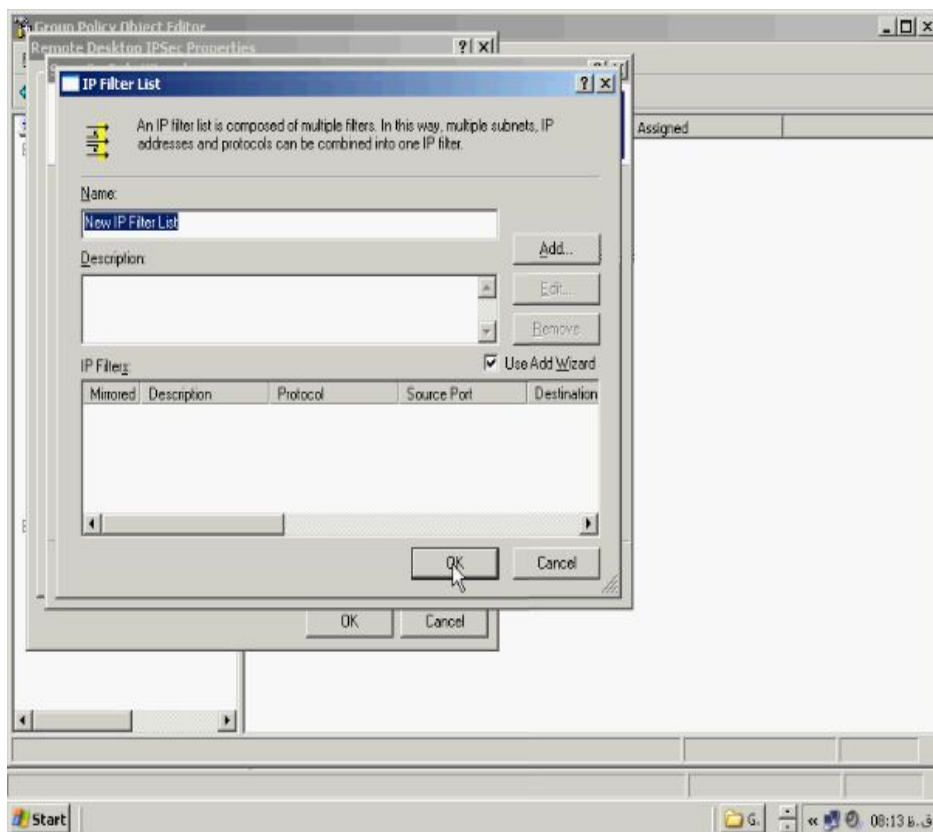 Group Policy Object Editor
Remote Desktop IPSec Properties
IP Filter List
An IP filter list is composed of multiple filters. In this way, multiple subnets, IP
addresses and protocols can be combined into one IP filter.
Assigned
Name:
New IP Filter List
Add...
Description:
Edit...
Remove
IP Filters:
Use Add Wizard
Mirrored Description Protocol Source Port Destination
OK Cancel
OK Cancel
Start
G.
08:13 ق.ظ